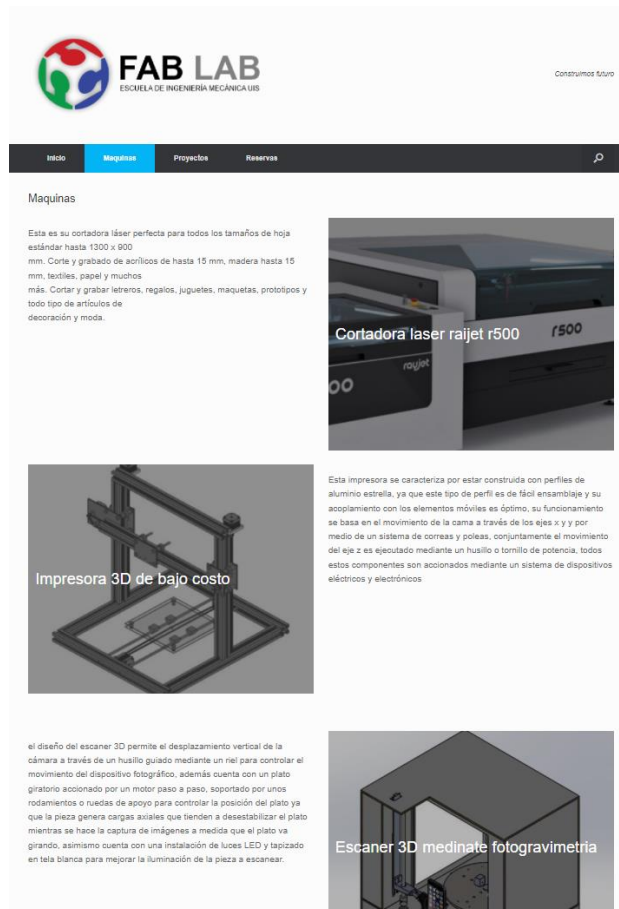 FAB LAB
ESCUELA DE INGENIERÍA MECÁNICA UIS
Construimos futuro
Inicio Maquinas Proyectos Reservas
Maquinas
Esta es su cortadora láser perfecta para todos los tamaños de hoja
estándar hasta 1300 x 900
mm. Corte y grabado de acrílicos de hasta 15 mm, madera hasta 15
mm, textiles, papel y muchos
más. Cortar y grabar letreros, regalos, juguetes, maquetas, prototipos y
todo tipo de artículos de
decoración y moda.
Cortadora laser raijet r500
r500
rayjet
00
Impresora 3D de bajo costo
Esta impresora se caracteriza por estar construida con perfiles de
aluminio estrella, ya que este tipo de perfil es de fácil ensamblaje y su
acoplamiento con los elementos móviles es óptimo, su funcionamiento
se basa en el movimiento de la cama a través de los ejes x y y por
medio de un sistema de correas y poleas, conjuntamente el movimiento
del eje z es ejecutado mediante un husillo o tornillo de potencia, todos
estos componentes son accionados mediante un sistema de dispositivos
eléctricos y electrónicos
el diseño del escaner 3D permite el desplazamiento vertical de la
cámara a través de un husillo guiado mediante un riel para controlar el
movimiento del dispositivo fotográfico, además cuenta con un plato
giratorio accionado por un motor paso a paso, soportado por unos
rodamientos o ruedas de apoyo para controlar la posición del plato ya
que la pieza genera cargas axiales que tienden a desestabilizar el plato
mientras se hace la captura de imágenes a medida que el plato va
girando, asimismo cuenta con una instalación de luces LED y tapizado
en tela blanca para mejorar la iluminación de la pieza a escanear.
Escaner 3D medinate fotogravimetria